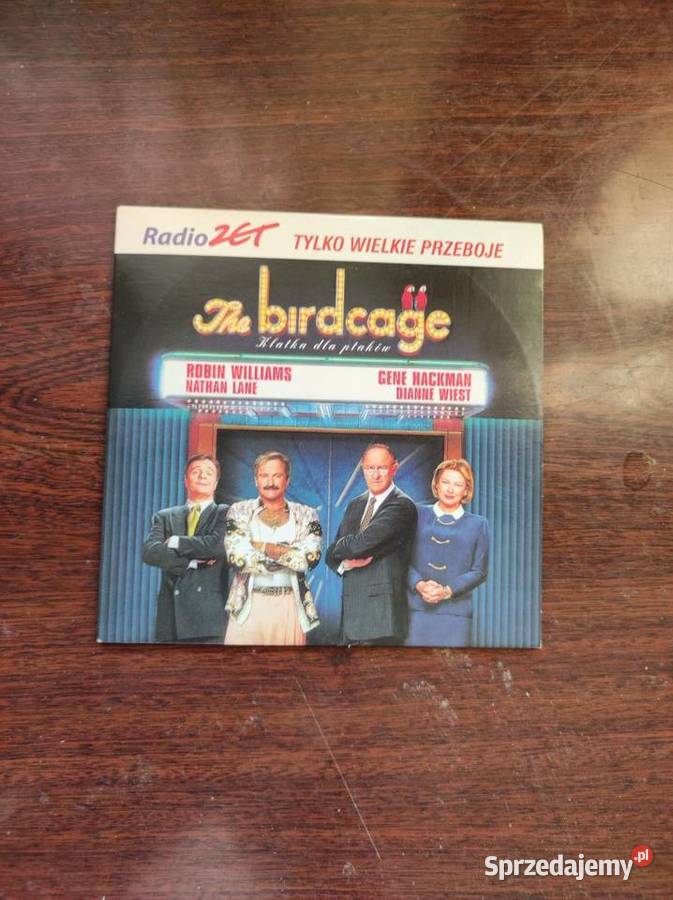 Radio ZET TYLKO WIELKIE PRZEBOJE
The birdcage
Klatka dla ptaków
ROBIN WILLIAMS GENE HACKMAN
NATHAN LANE DIANNE WIEST
Sprzedajemy.pl